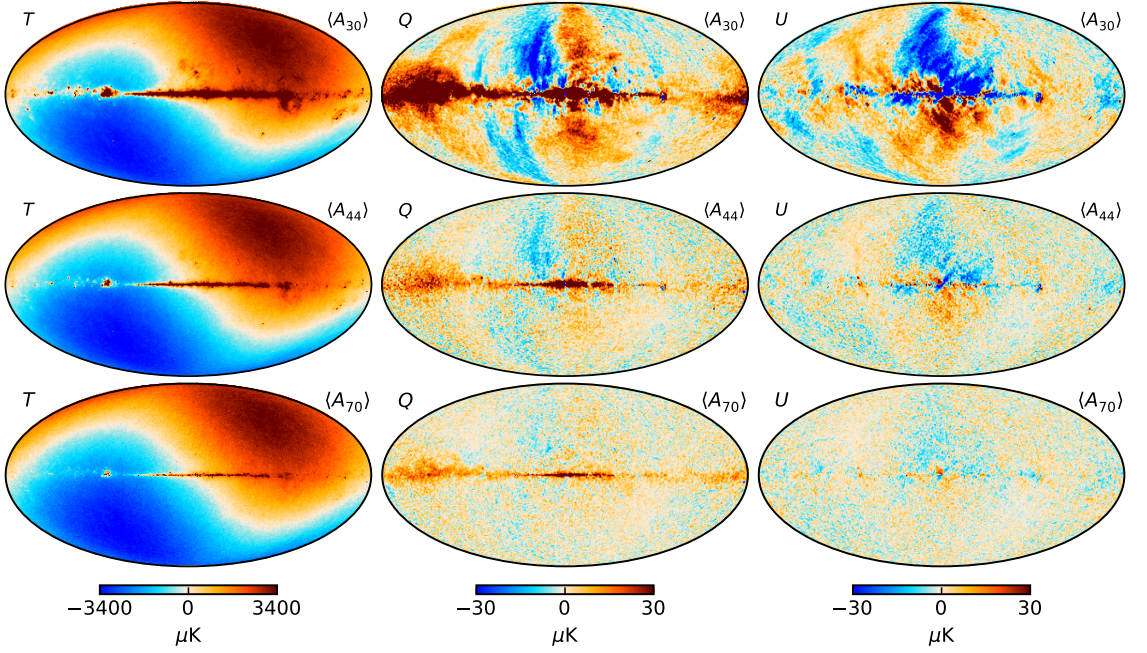 T ⟨A₃₀⟩ Q ⟨A₃₀⟩ U ⟨A₃₀⟩
T ⟨A₄₄⟩ Q ⟨A₄₄⟩ U ⟨A₄₄⟩
T ⟨A₇₀⟩ Q ⟨A₇₀⟩ U ⟨A₇₀⟩
−3400 0 3400 −30 0 30 −30 0 30
μK μK μK